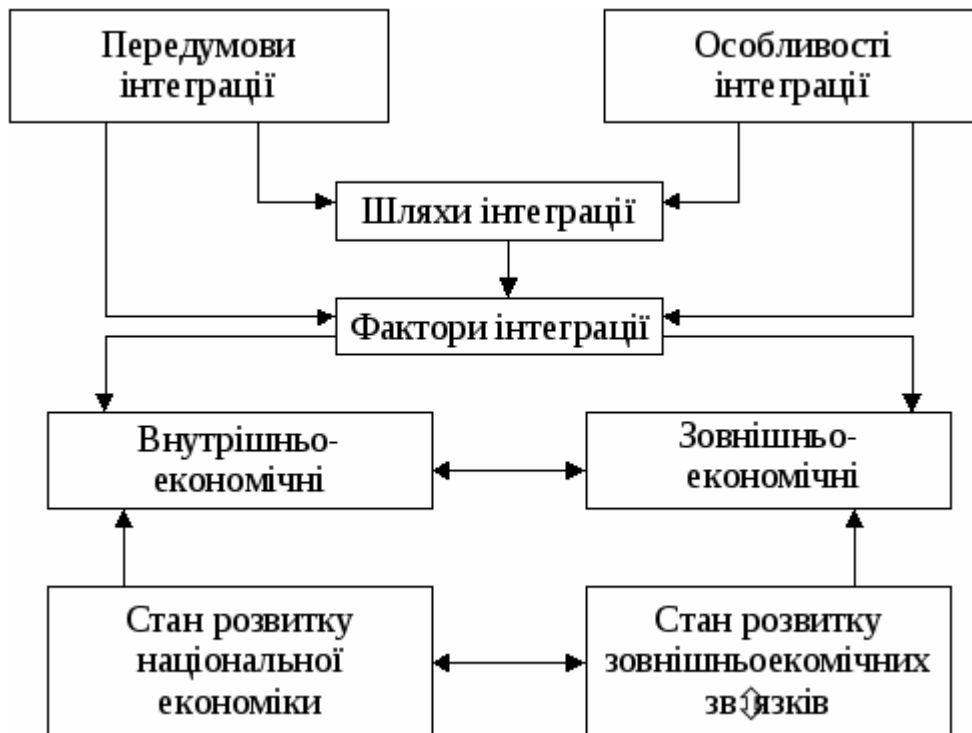 Передумови
інтеграції
Особливості
інтеграції
Шляхи інтеграції
Фактори інтеграції
Внутрішньо-
економічні
Зовнішньо-
економічні
Стан розвитку
національної
економіки
Стан розвитку
зовнішньоекомічних
зв⇳язків